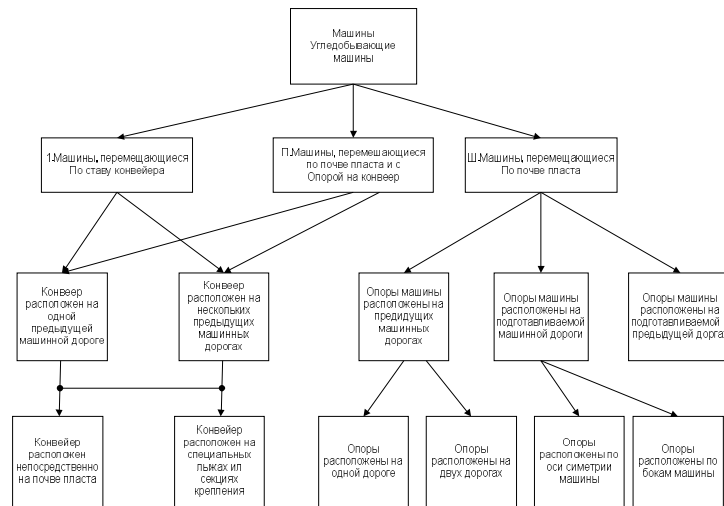 Машины
Угледобывающие
машины
1.Машины, перемещающиеся
По ставу конвейера
П.Машины, перемешающиеся
по почве пласта и с
Опорой на конвеер
Ш.Машины, перемещающиеся
По почве пласта
Конвеер
расположен на
одной
предыдущей
машинной дороге
Конвеер
расположен на
нескольких
предыдущих
машинных
дорогах
Опоры машины
расположены на
предидущих
машинных
дорогах
Опоры машины
расположены на
подготавливаемой
машинной дороги
Опоры машины
расположены на
подготавливаемой
предыдущей дорга
Конвейер
расположен
непосредственно
на почве пласта
Конвейер
расположен на
специальных
лыжах ил
секциях
крепления
Опоры
расположены на
одной дороге
Опоры
расположены на
двух дорогах
Опоры
расположены по
оси симетрии
машины
Опоры
расположены по
бокам машины